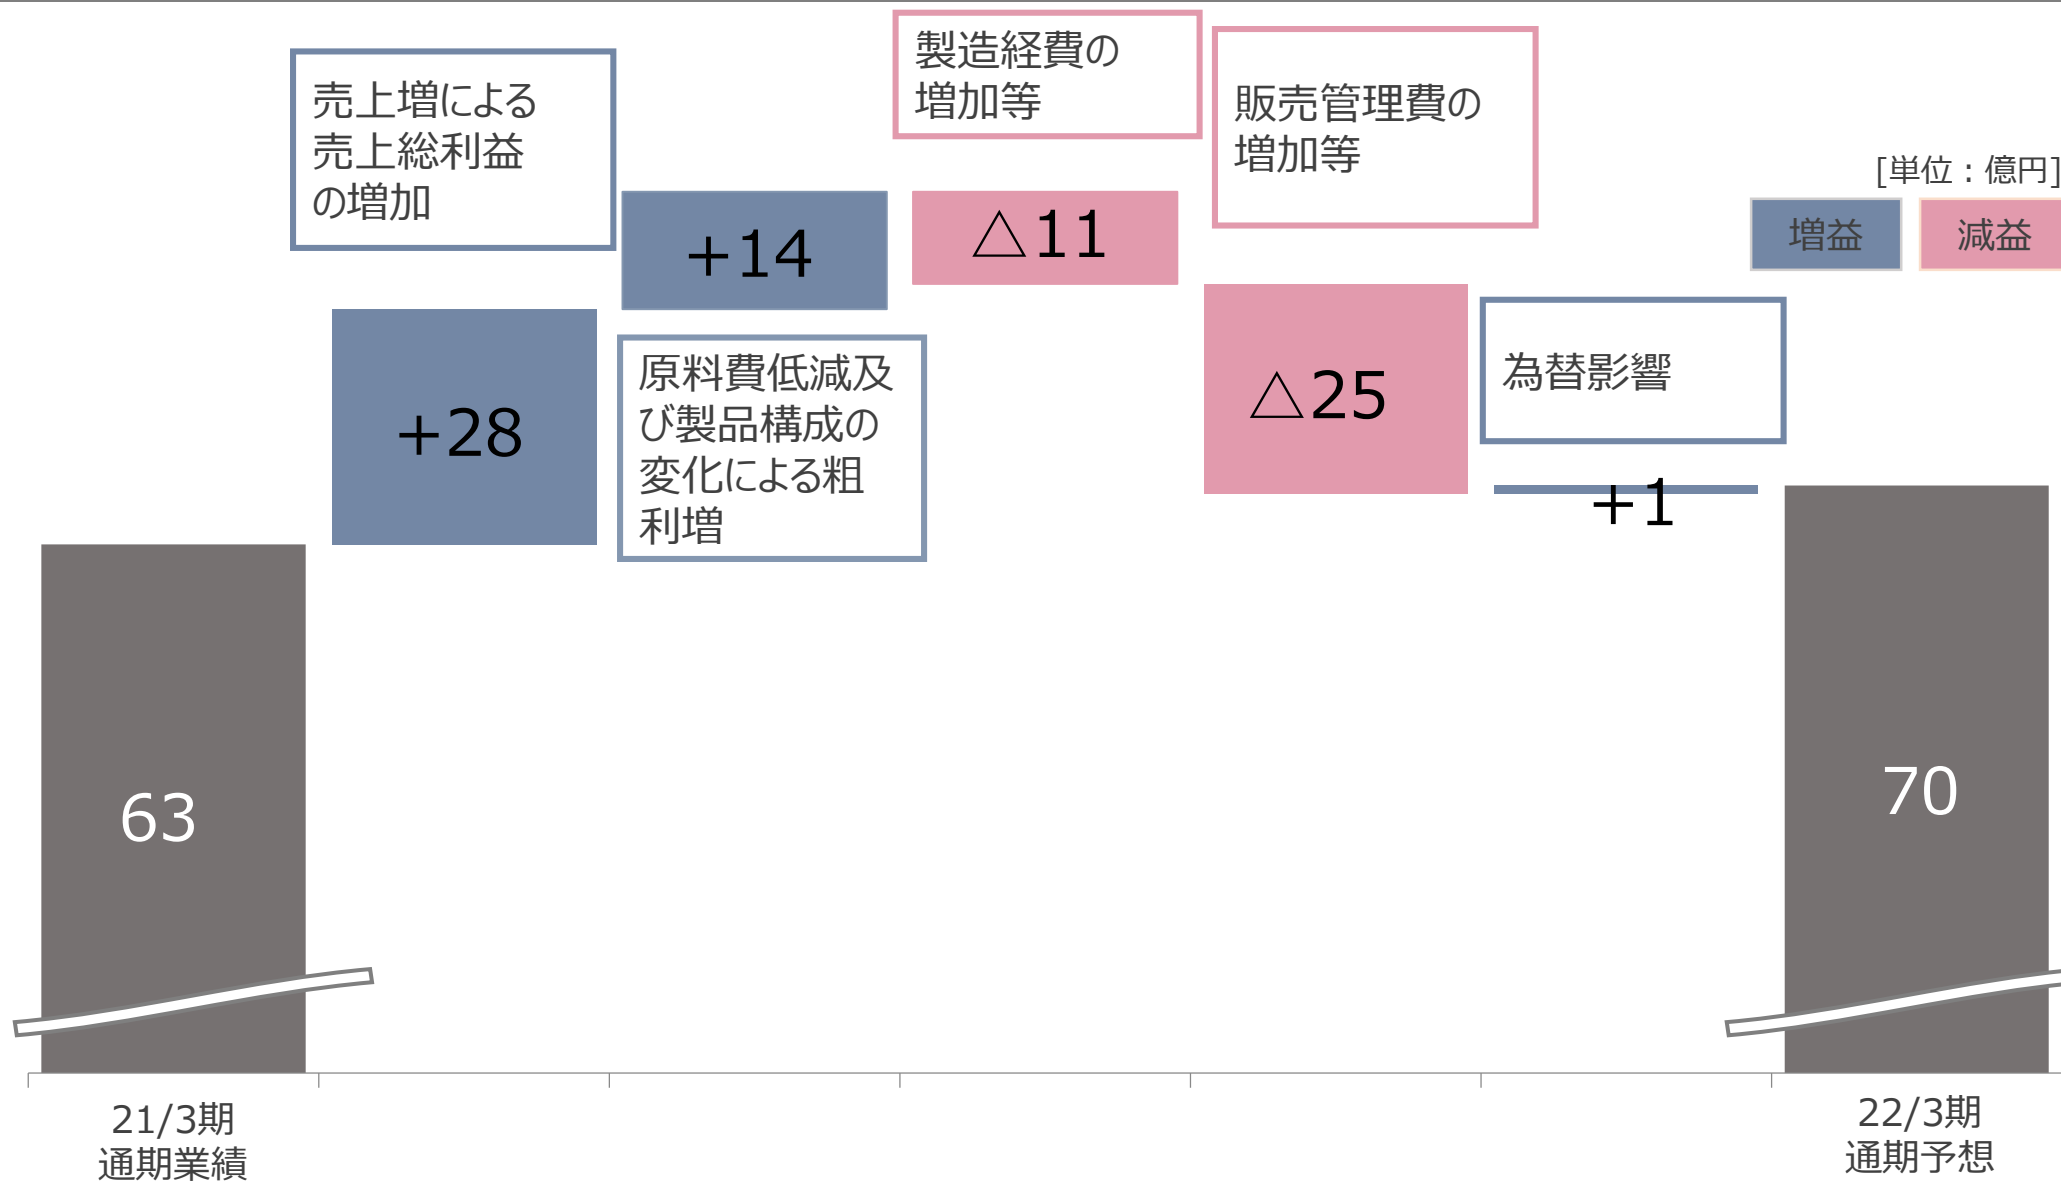 製造経費の
増加等
販売管理費の
増加等
売上増による
売上総利益
の増加
[単位：億円]
増益
減益
+14
△11
+28
原料費低減及
び製品構成の
変化による粗
利増
△25
為替影響
+1
63
70
21/3期
通期業績
22/3期
通期予想